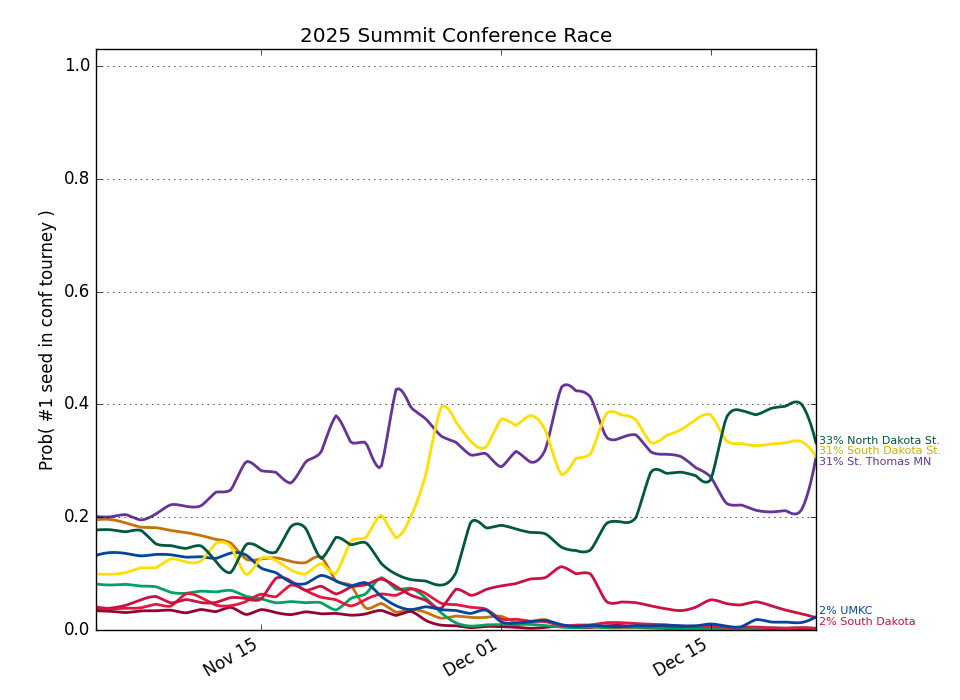 2025 Summit Conference Race
Prob( #1 seed in conf tourney )
1.0
0.8
0.6
0.4
0.2
0.0
Nov 15
Dec 01
Dec 15
33% North Dakota St.
31% South Dakota St.
31% St. Thomas MN
2% UMKC
2% South Dakota